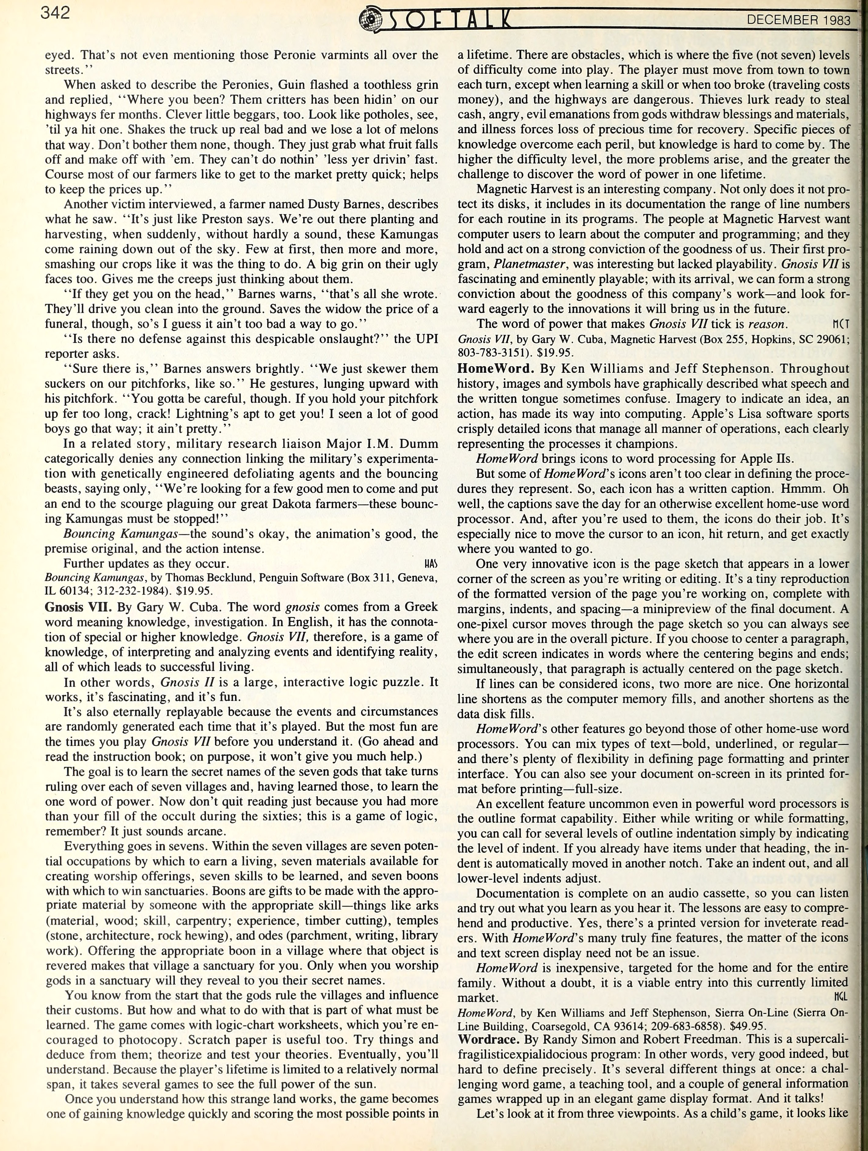 342
SOFTALK
DECEMBER 1983
eyed. That's not even mentioning those Peronie varmints all over the
streets.''
When asked to describe the Peronies, Guin flashed a toothless grin
and replied, ''Where you been? Them critters has been hidin' on our
highways fer months. Clever little beggars, too. Look like potholes, see,
'til ya hit one. Shakes the truck up real bad and we lose a lot of melons
that way. Don't bother them none, though. They just grab what fruit falls
off and make off with 'em. They can't do nothin' 'less yer drivin' fast.
Course most of our farmers like to get to the market pretty quick; helps
to keep the prices up.''
Another victim interviewed, a farmer named Dusty Barnes, describes
what he saw. ''It's just like Preston says. We're out there planting and
harvesting, when suddenly, without hardly a sound, these Kamungas
come raining down out of the sky. Few at first, then more and more,
smashing our crops like it was the thing to do. A big grin on their ugly
faces too. Gives me the creeps just thinking about them.
''If they get you on the head,'' Barnes warns, ''that's all she wrote.
They'll drive you clean into the ground. Saves the widow the price of a
funeral, though, so's I guess it ain't too bad a way to go.''
''Is there no defense against this despicable onslaught?'' the UPI
reporter asks.
''Sure there is,'' Barnes answers brightly. ''We just skewer them
suckers on our pitchforks, like so.'' He gestures, lunging upward with
his pitchfork. ''You gotta be careful, though. If you hold your pitchfork
up fer too long, crack! Lightning's apt to get you! I seen a lot of good
boys go that way; it ain't pretty.''
In a related story, military research liaison Major I.M. Dumm
categorically denies any connection linking the military's experimenta-
tion with genetically engineered defoliating agents and the bouncing
beasts, saying only, ''We're looking for a few good men to come and put
an end to the scourge plaguing our great Dakota farmers—these bounc-
ing Kamungas must be stopped!''
Bouncing Kamungas—the sound's okay, the animation's good, the
premise original, and the action intense.
Further updates as they occur. WAS
Bouncing Kamungas, by Thomas Becklund, Penguin Software (Box 311, Geneva,
IL 60134; 312-232-1984). $19.95.
Gnosis VII. By Gary W. Cuba. The word gnosis comes from a Greek
word meaning knowledge, investigation. In English, it has the connota-
tion of special or higher knowledge. Gnosis VII, therefore, is a game of
knowledge, of interpreting and analyzing events and identifying reality,
all of which leads to successful living.
In other words, Gnosis II is a large, interactive logic puzzle. It
works, it's fascinating, and it's fun.
It's also eternally replayable because the events and circumstances
are randomly generated each time that it's played. But the most fun are
the times you play Gnosis VII before you understand it. (Go ahead and
read the instruction book; on purpose, it won't give you much help.)
The goal is to learn the secret names of the seven gods that take turns
ruling over each of seven villages and, having learned those, to learn the
one word of power. Now don't quit reading just because you had more
than your fill of the occult during the sixties; this is a game of logic,
remember? It just sounds arcane.
Everything goes in sevens. Within the seven villages are seven poten-
tial occupations by which to earn a living, seven materials available for
creating worship offerings, seven skills to be learned, and seven boons
with which to win sanctuaries. Boons are gifts to be made with the appro-
priate material by someone with the appropriate skill—things like arks
(material, wood; skill, carpentry; experience, timber cutting), temples
(stone, architecture, rock hewing), and odes (parchment, writing, library
work). Offering the appropriate boon in a village where that object is
revered makes that village a sanctuary for you. Only when you worship
gods in a sanctuary will they reveal to you their secret names.
You know from the start that the gods rule the villages and influence
their customs. But how and what to do with that is part of what must be
learned. The game comes with logic-chart worksheets, which you're en-
couraged to photocopy. Scratch paper is useful too. Try things and
deduce from them; theorize and test your theories. Eventually, you'll
understand. Because the player's lifetime is limited to a relatively normal
span, it takes several games to see the full power of the sun.
Once you understand how this strange land works, the game becomes
one of gaining knowledge quickly and scoring the most possible points in
a lifetime. There are obstacles, which is where the five (not seven) levels
of difficulty come into play. The player must move from town to town
each turn, except when learning a skill or when too broke (traveling costs
money), and the highways are dangerous. Thieves lurk ready to steal
cash, angry, evil emanations from gods withdraw blessings and materials,
and illness forces loss of precious time for recovery. Specific pieces of
knowledge overcome each peril, but knowledge is hard to come by. The
higher the difficulty level, the more problems arise, and the greater the
challenge to discover the word of power in one lifetime.
Magnetic Harvest is an interesting company. Not only does it not pro-
tect its disks, it includes in its documentation the range of line numbers
for each routine in its programs. The people at Magnetic Harvest want
computer users to learn about the computer and programming; and they
hold and act on a strong conviction of the goodness of us. Their first pro-
gram, Planetmaster, was interesting but lacked playability. Gnosis VII is
fascinating and eminently playable; with its arrival, we can form a strong
conviction about the goodness of this company's work—and look for-
ward eagerly to the innovations it will bring us in the future.
The word of power that makes Gnosis VII tick is reason. MCT
Gnosis VII, by Gary W. Cuba, Magnetic Harvest (Box 255, Hopkins, SC 29061;
803-783-3151). $19.95.
HomeWord. By Ken Williams and Jeff Stephenson. Throughout
history, images and symbols have graphically described what speech and
the written tongue sometimes confuse. Imagery to indicate an idea, an
action, has made its way into computing. Apple's Lisa software sports
crisply detailed icons that manage all manner of operations, each clearly
representing the processes it champions.
HomeWord brings icons to word processing for Apple IIs.
But some of HomeWord's icons aren't too clear in defining the proce-
dures they represent. So, each icon has a written caption. Hmmm. Oh
well, the captions save the day for an otherwise excellent home-use word
processor. And, after you're used to them, the icons do their job. It's
especially nice to move the cursor to an icon, hit return, and get exactly
where you wanted to go.
One very innovative icon is the page sketch that appears in a lower
corner of the screen as you're writing or editing. It's a tiny reproduction
of the formatted version of the page you're working on, complete with
margins, indents, and spacing—a minipreview of the final document. A
one-pixel cursor moves through the page sketch so you can always see
where you are in the overall picture. If you choose to center a paragraph,
the edit screen indicates in words where the centering begins and ends;
simultaneously, that paragraph is actually centered on the page sketch.
If lines can be considered icons, two more are nice. One horizontal
line shortens as the computer memory fills, and another shortens as the
data disk fills.
HomeWord's other features go beyond those of other home-use word
processors. You can mix types of text—bold, underlined, or regular—
and there's plenty of flexibility in defining page formatting and printer
interface. You can also see your document on-screen in its printed for-
mat before printing—full-size.
An excellent feature uncommon even in powerful word processors is
the outline format capability. Either while writing or while formatting,
you can call for several levels of outline indentation simply by indicating
the level of indent. If you already have items under that heading, the in-
dent is automatically moved in another notch. Take an indent out, and all
lower-level indents adjust.
Documentation is complete on an audio cassette, so you can listen
and try out what you learn as you hear it. The lessons are easy to compre-
hend and productive. Yes, there's a printed version for inveterate read-
ers. With HomeWord's many truly fine features, the matter of the icons
and text screen display need not be an issue.
HomeWord is inexpensive, targeted for the home and for the entire
family. Without a doubt, it is a viable entry into this currently limited
market. MGL
HomeWord, by Ken Williams and Jeff Stephenson, Sierra On-Line (Sierra On-
Line Building, Coarsegold, CA 93614; 209-683-6858). $49.95.
Wordrace. By Randy Simon and Robert Freedman. This is a supercali-
fragilisticexpialidocious program: In other words, very good indeed, but
hard to define precisely. It's several different things at once: a chal-
lenging word game, a teaching tool, and a couple of general information
games wrapped up in an elegant game display format. And it talks!
Let's look at it from three viewpoints. As a child's game, it looks like